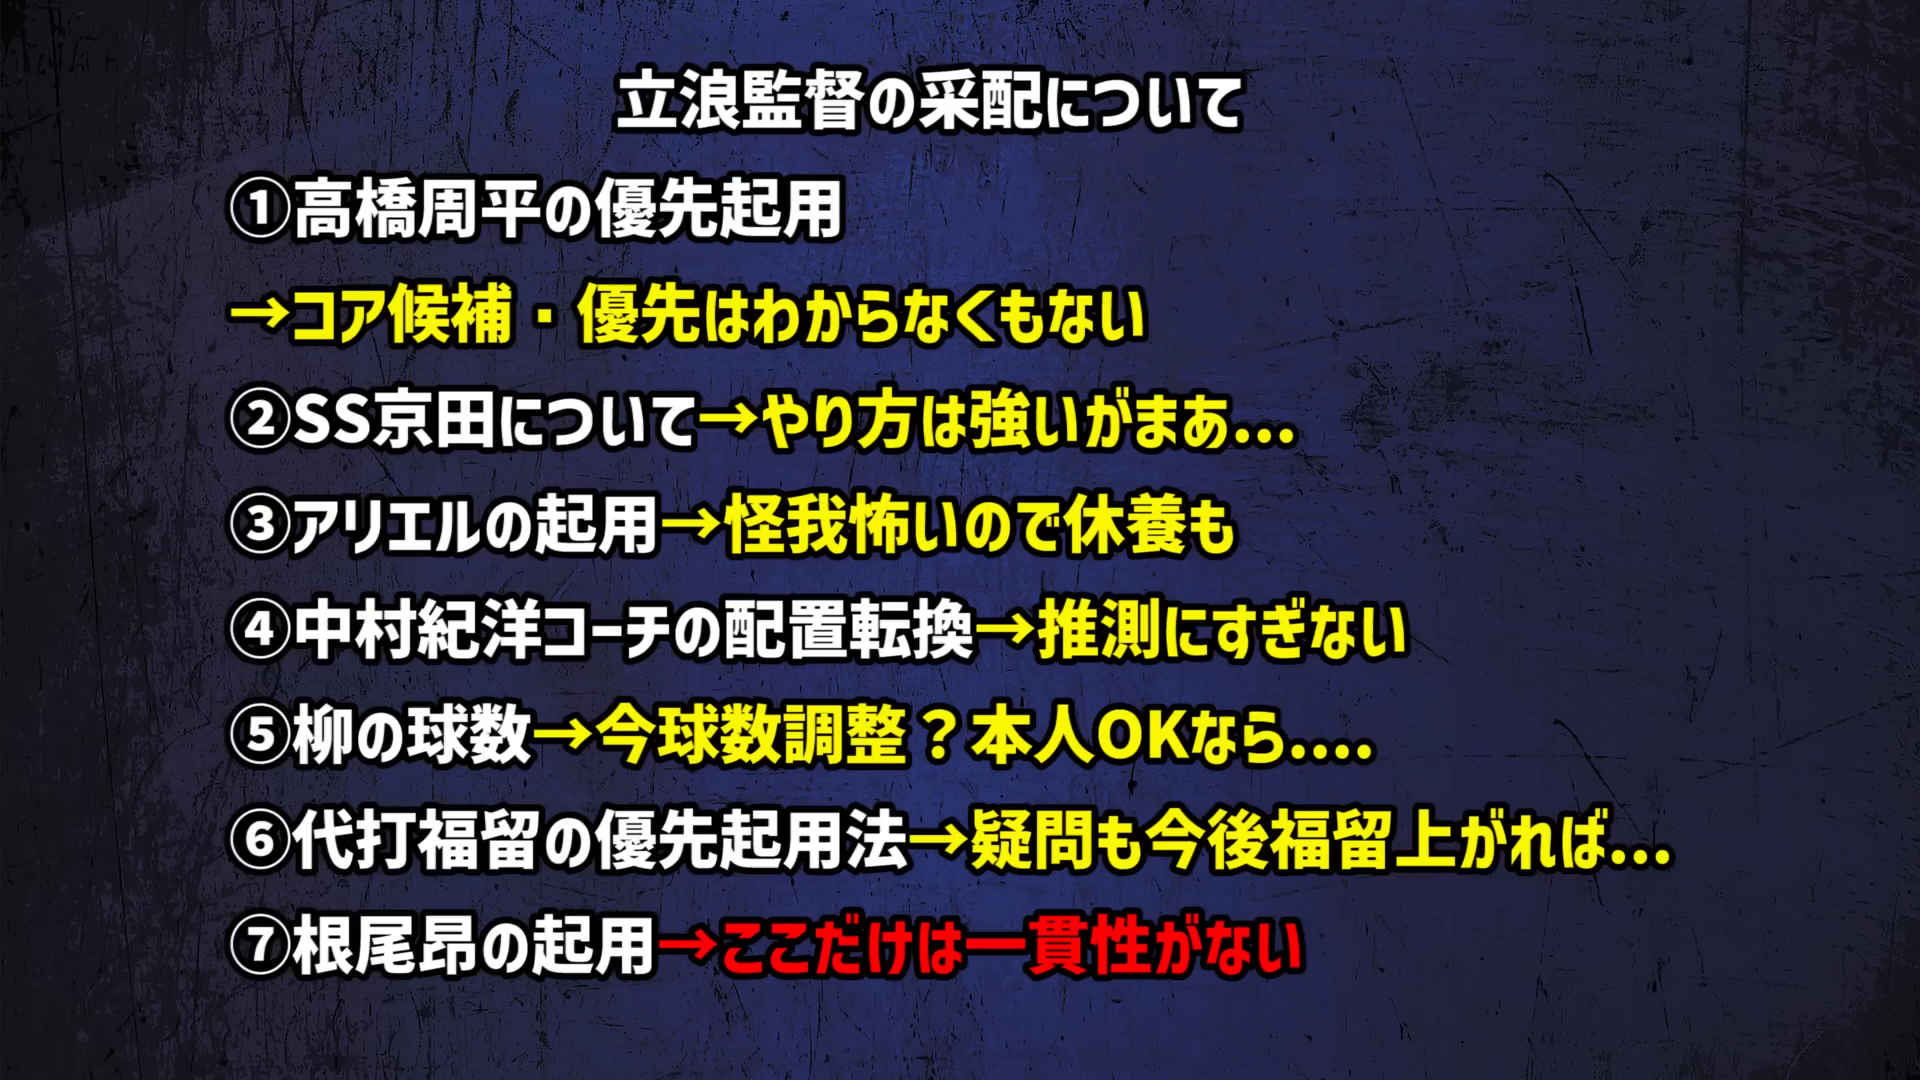 立浪監督の采配について
①高橋周平の優先起用
→コア候補・優先はわからなくもない
②SS京田について→やり方は強いがまあ…
③アリエルの起用→怪我怖いので休養も
④中村紀洋コーチの配置転換→推測にすぎない
⑤柳の球数→今球数調整？本人OKなら....
⑥代打福留の優先起用法→疑問も今後福留上がれば…
⑦根尾昂の起用→ここだけは一貫性がない